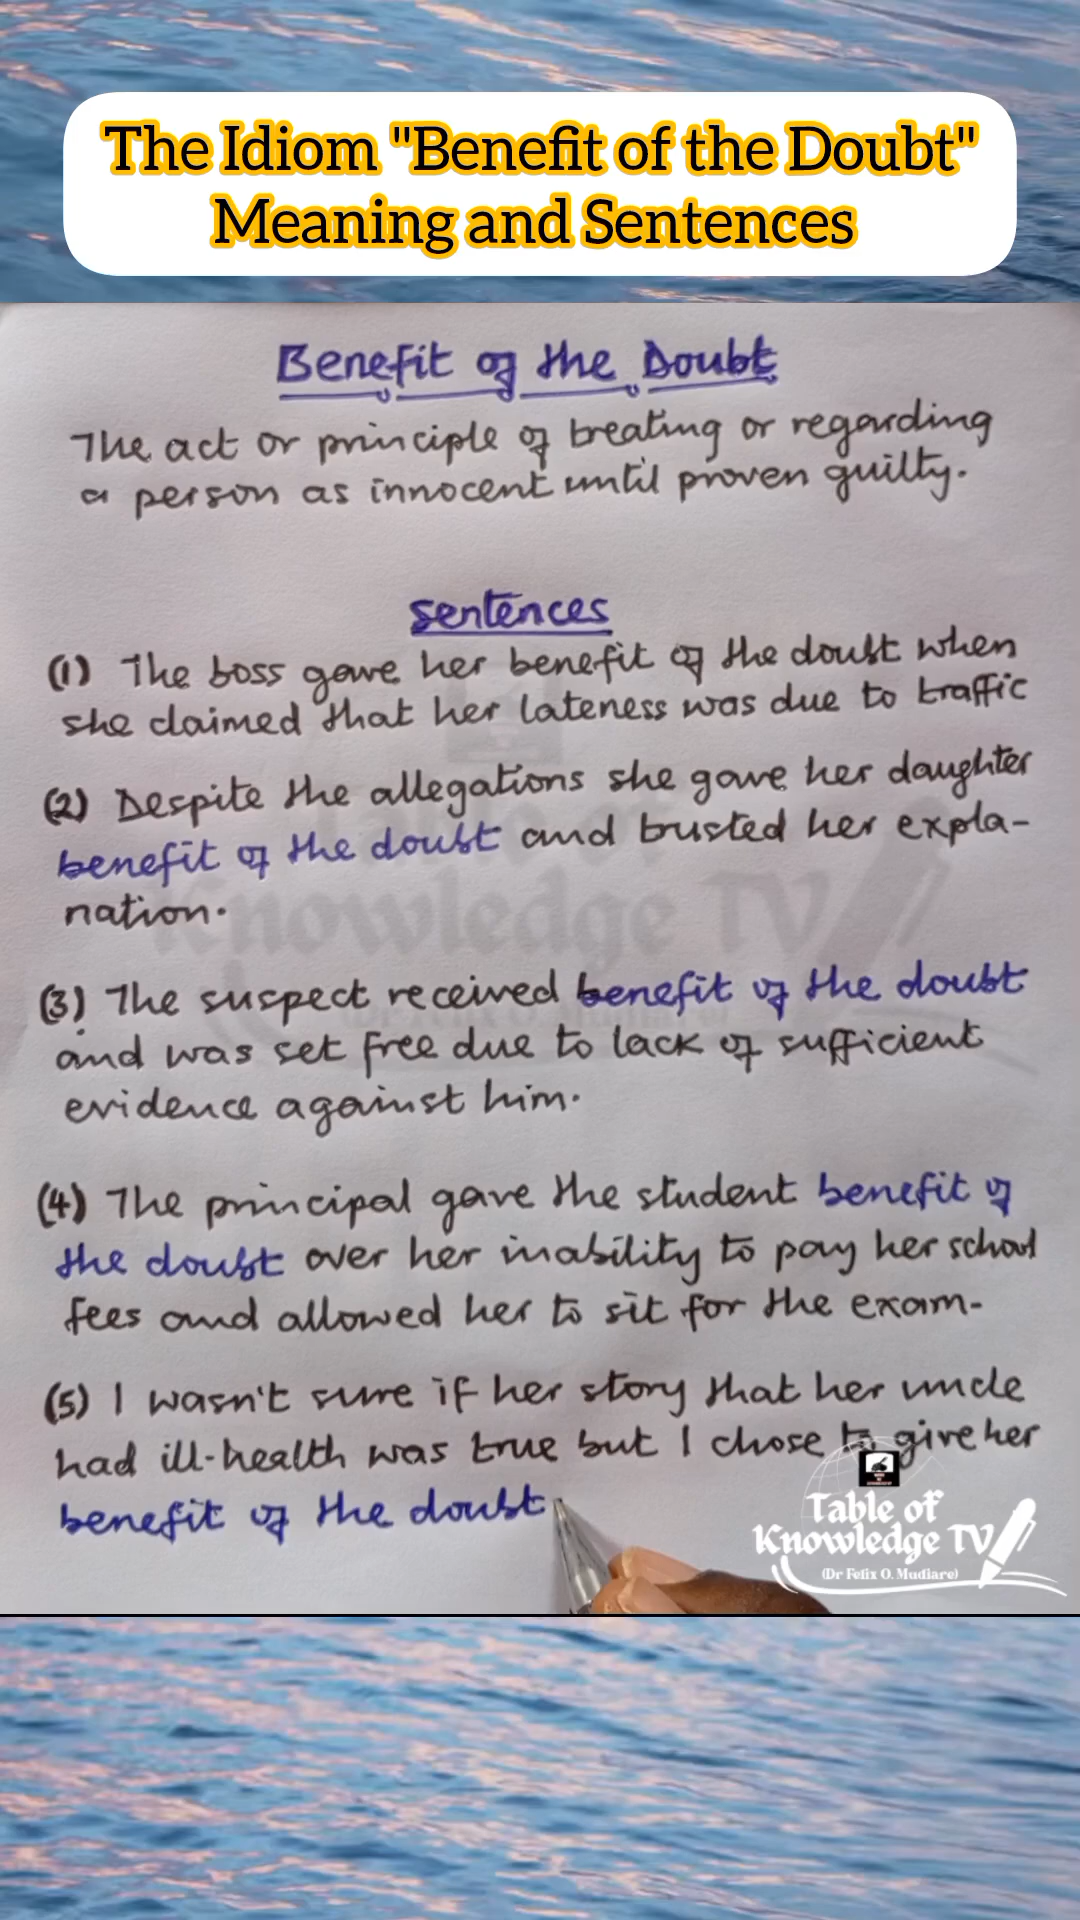 The Idiom "Benefit of the Doubt"
Meaning and Sentences
Benefit of the Doubt
The act or principle of treating or regarding
a person as innocent until proven guilty.
Sentences
(1) The boss gave her benefit of the doubt when
she claimed that her lateness was due to traffic
(2) Despite the allegations she gave her daughter
benefit of the doubt and trusted her expla-
nation.
(3) The suspect received benefit of the doubt
and was set free due to lack of sufficient
evidence against him.
(4) The principal gave the student benefit of
the doubt over her inability to pay her school
fees and allowed her to sit for the exam.
(5) I wasn't sure if her story that her uncle
had ill-health was true but I chose to give her
benefit of the doubt
Table of
Knowledge TV
(Dr Felix O. Mudiare)